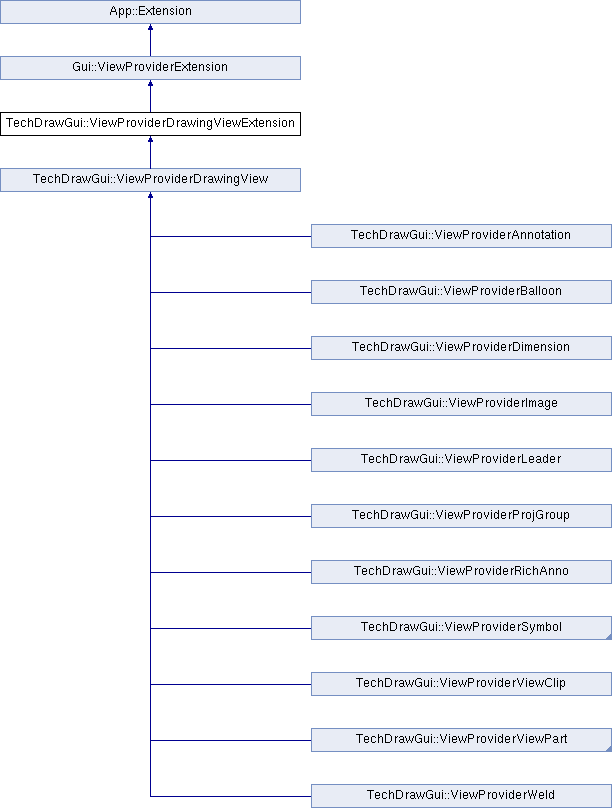 App::Extension
Gui::ViewProviderExtension
TechDrawGui::ViewProviderDrawingViewExtension
TechDrawGui::ViewProviderDrawingView
TechDrawGui::ViewProviderAnnotation
TechDrawGui::ViewProviderBalloon
TechDrawGui::ViewProviderDimension
TechDrawGui::ViewProviderImage
TechDrawGui::ViewProviderLeader
TechDrawGui::ViewProviderProjGroup
TechDrawGui::ViewProviderRichAnno
TechDrawGui::ViewProviderSymbol
TechDrawGui::ViewProviderViewClip
TechDrawGui::ViewProviderViewPart
TechDrawGui::ViewProviderWeld